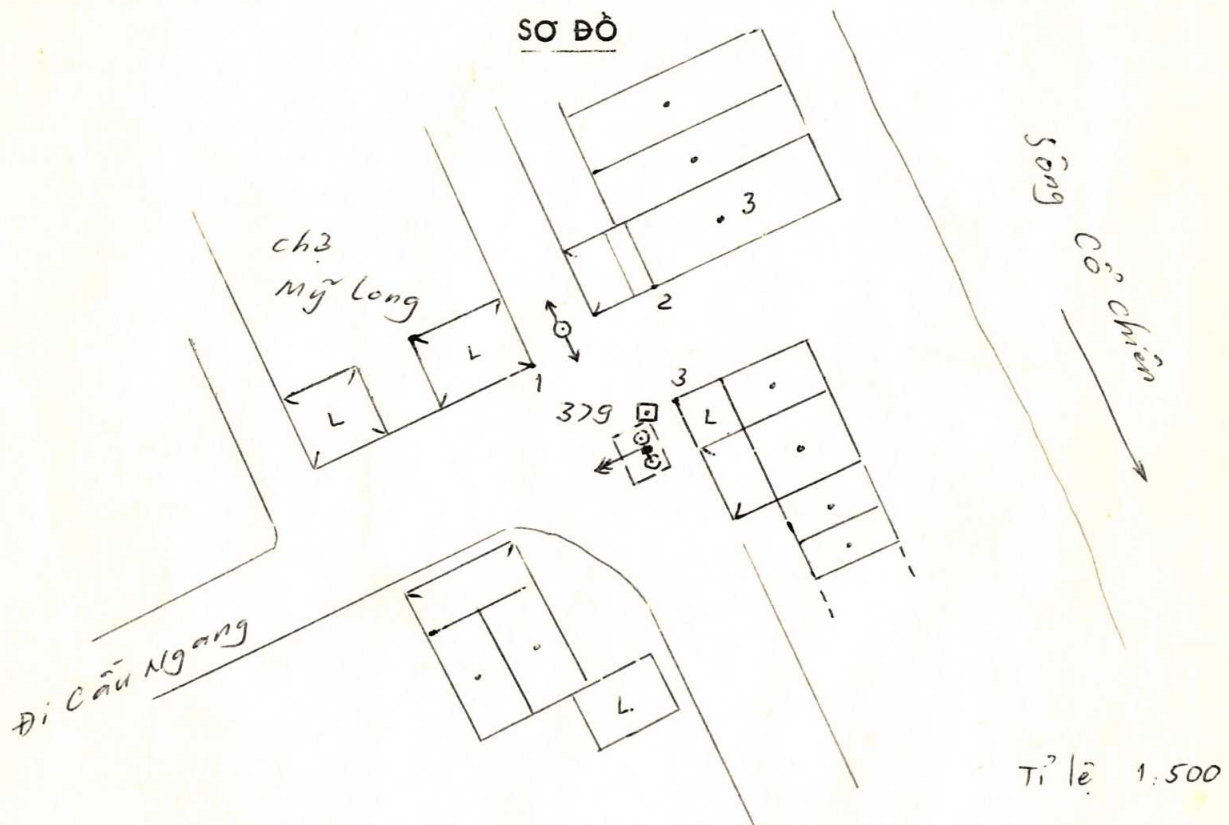 SƠ ĐỒ
3
chợ
Mỹ Long
L
L
1
2
3
L
379
Sông Cổ Chiên
Đi Cầu Ngang
L.
Tỉ lệ 1:500